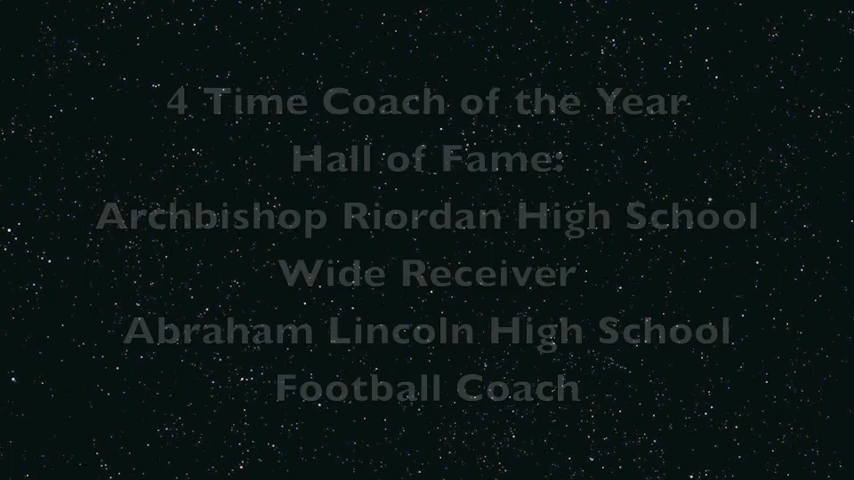 4 Time Coach of the Year
Hall of Fame:
Archbishop Riordan High School
Wide Receiver
Abraham Lincoln High School
Football Coach